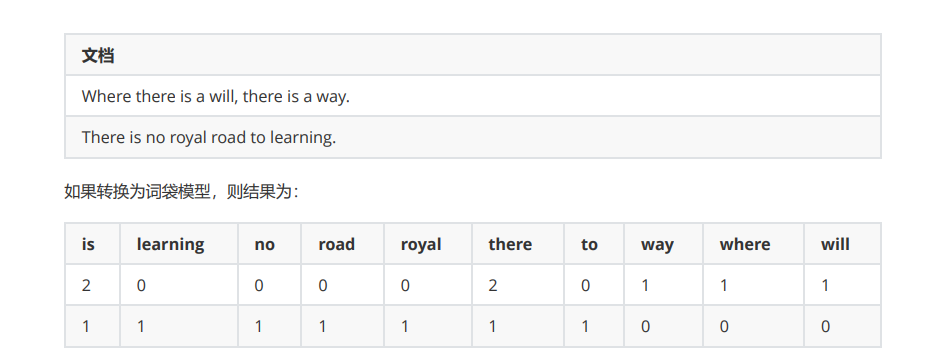 文档
Where there is a will, there is a way.
There is no royal road to learning.
如果转换为词袋模型，则结果为：
is learning no road royal there to way where will
2 0 0 0 0 2 0 1 1 1
1 1 1 1 1 1 1 0 0 0